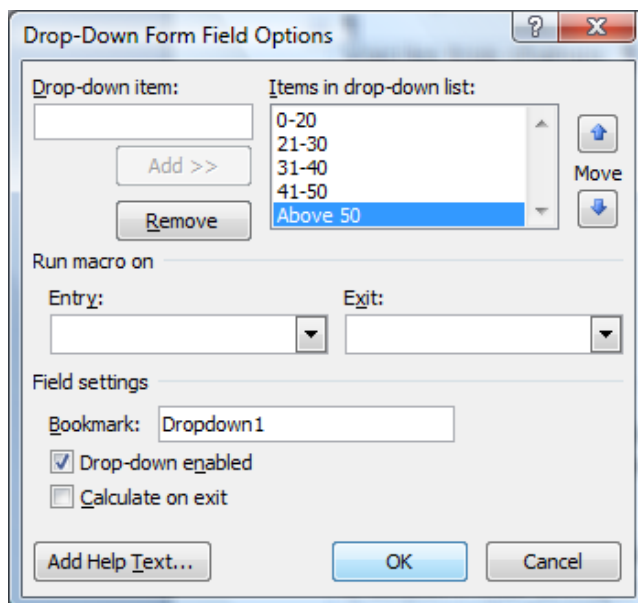 Drop-Down Form Field Options
?
Drop-down item:
Items in drop-down list:
0-20
21-30
31-40
41-50
Above 50
Add >>
Remove
Move
Run macro on
Entry:
Exit:
Field settings
Bookmark: Dropdown1
Drop-down enabled
Calculate on exit
Add Help Text...
OK
Cancel